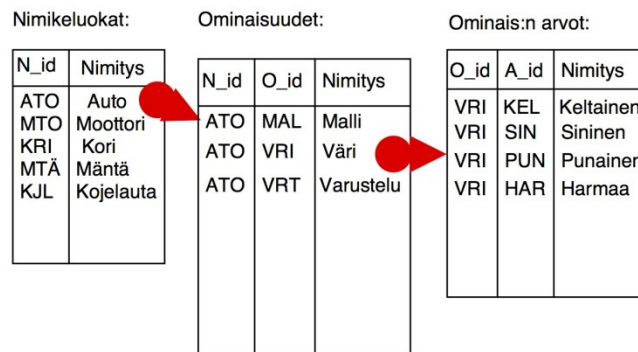 Nimikeluokat:
N_id Nimitys
ATO Auto
MTO Moottori
KRI Kori
MTÄ Mäntä
KJL Kojelauta
Ominaisuudet:
N_id O_id Nimitys
ATO MAL Malli
ATO VRI Väri
ATO VRT Varustelu
Ominais:n arvot:
O_id A_id Nimitys
VRI KEL Keltainen
VRI SIN Sininen
VRI PUN Punainen
VRI HAR Harmaa